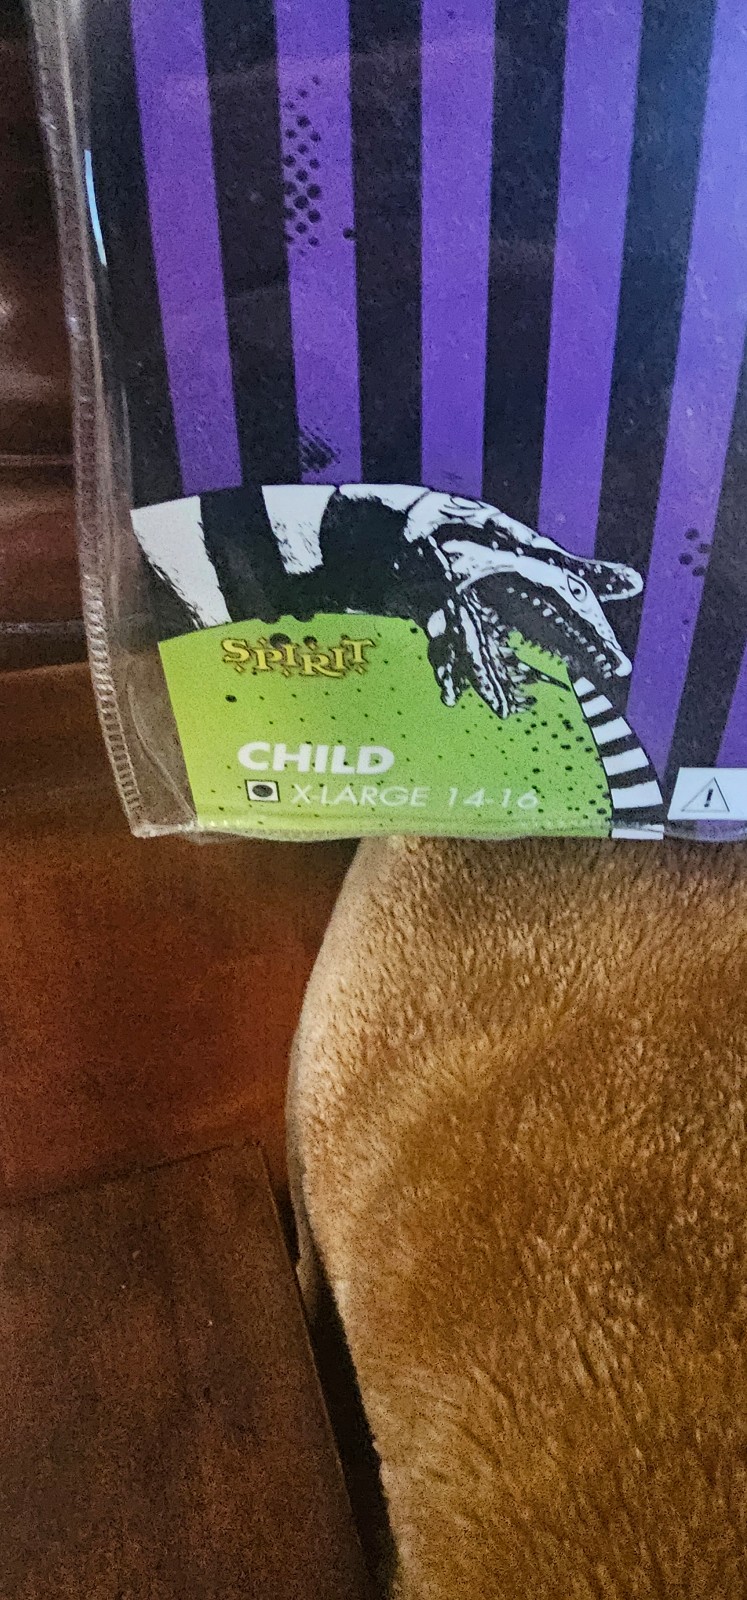 SPIRIT
CHILD
X-LARGE 14-16
!